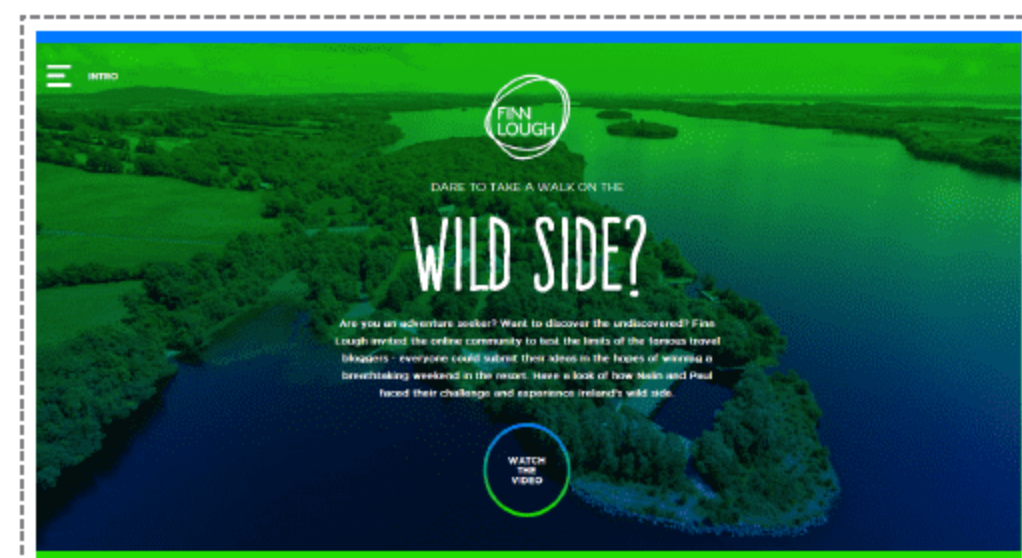 INTRO
FINN
LOUGH
DARE TO TAKE A WALK ON THE
WILD SIDE?
Are you an adventure seeker? Want to discover the undiscovered? Finn
Lough invited the online community to test the limits of the famous travel
bloggers - everyone could submit their ideas in the hopes of winning a
breathtaking weekend in the resort. Have a look of how Nelin and Paul
faced their challenge and experience Ireland's wild side.
WATCH
THE
VIDEO